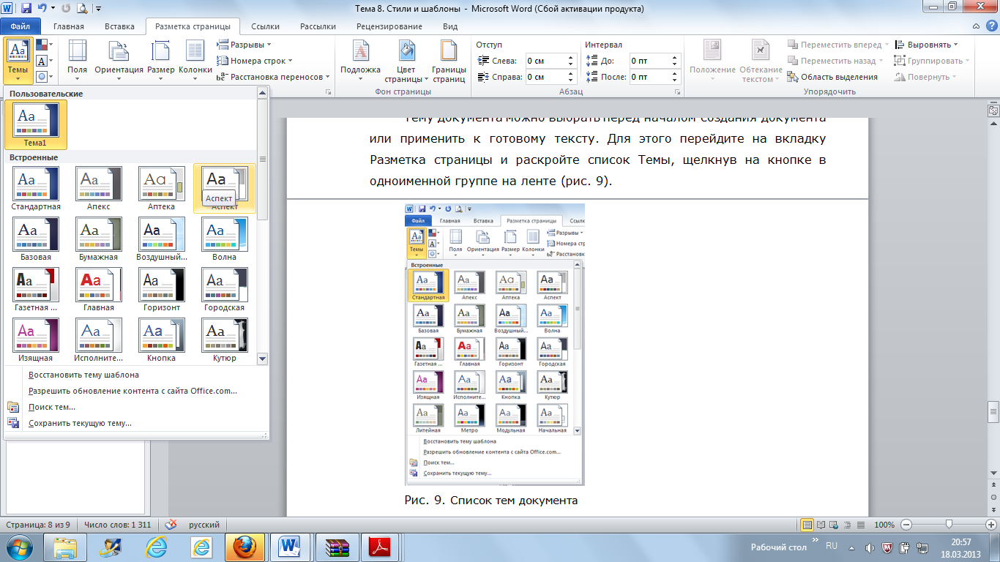 Тема 8. Стили и шаблоны - Microsoft Word (Сбой активации продукта)
Файл Главная Вставка Разметка страницы Ссылки Рассылки Рецензирование Вид
Темы
Поля
Ориентация
Размер
Колонки
Разрывы
Номера строк
Расстановка переносов
Подложка
Цвет страницы
Границы страниц
Фон страницы
Отступ
Слева: 0 см
Справа: 0 см
Интервал
До: 0 пт
После: 0 пт
Абзац
Положение
Обтекание текстом
Переместить вперед
Переместить назад
Область выделения
Выровнять
Группировать
Повернуть
Упорядочить
Пользовательские
Тема1
Встроенные
Стандартная Апекс Аптека Аспект
Аспект
Базовая Бумажная Воздушный... Волна
Газетная ... Главная Горизонт Городская
Изящная Исполните... Кнопка Кутюр
Восстановить тему шаблона
Разрешить обновление контента с сайта Office.com...
Поиск тем...
Сохранить текущую тему...
Тему документа можно выбрать перед началом создания документа
или применить к готовому тексту. Для этого перейдите на вкладку
Разметка страницы и раскройте список Темы, щелкнув на кнопке в
одноименной группе на ленте (рис. 9).
Файл Главная Вставка Разметка страницы Ссылк
Темы Поля Ориентация Размер Колонки
Разрывы
Номера стр
Расстановк
Встроенные
Стандартная Апекс Аптека Аспект
Базовая Бумажная Воздушный... Волна
Газетная ... Главная Горизонт Городская
Изящная Исполните... Кнопка Кутюр
Литейная Метро Модульная Начальная
Восстановить тему шаблона
Разрешить обновление контента с сайта Office.com...
Поиск тем...
Сохранить текущую тему...
Рис. 9. Список тем документа
Страница: 8 из 9 Число слов: 1 311 русский 100%
Рабочий стол RU 20:57
18.03.2013